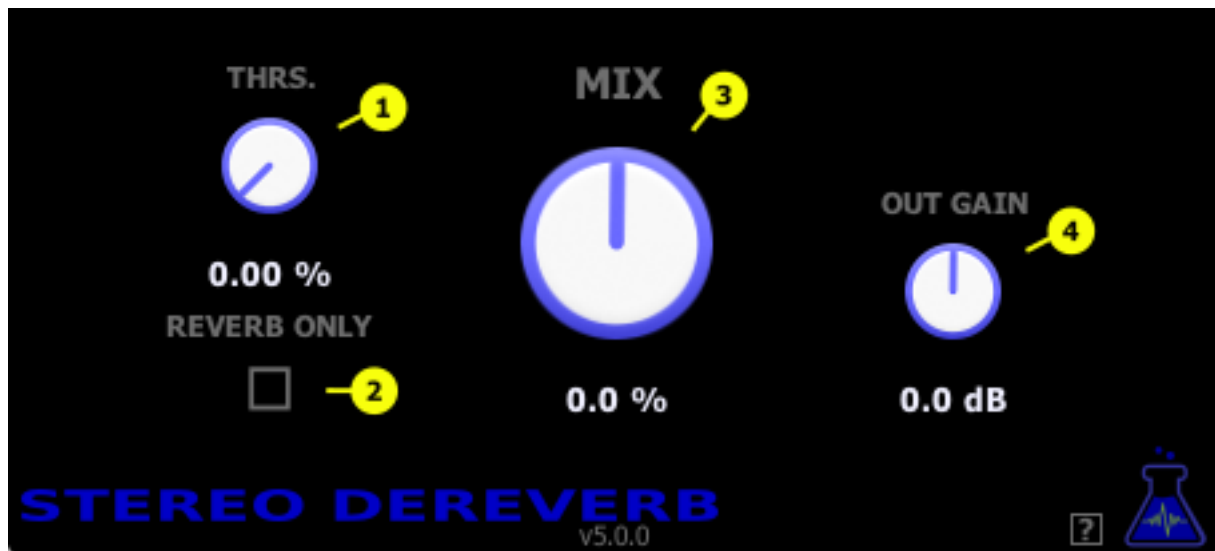 THRS.
1
0.00 %
REVERB ONLY
2
MIX
3
0.0 %
OUT GAIN
4
0.0 dB
STEREO DEREVERB
v5.0.0
?